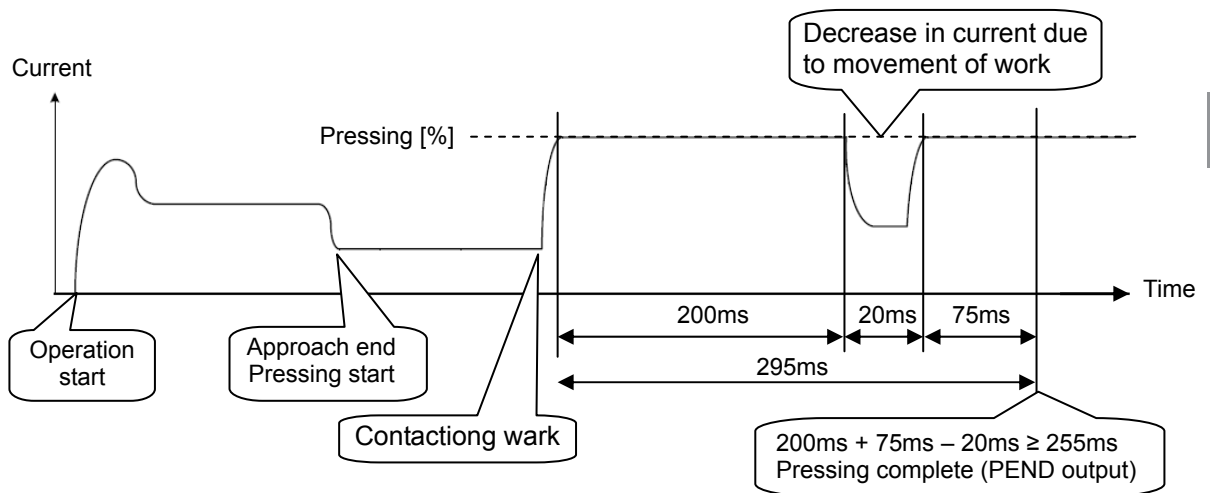 Decrease in current due
to movement of work
Current
Pressing [%]
Time
200ms
20ms
75ms
Operation
start
Approach end
Pressing start
295ms
Contactiong wark
200ms + 75ms – 20ms ≥ 255ms
Pressing complete (PEND output)